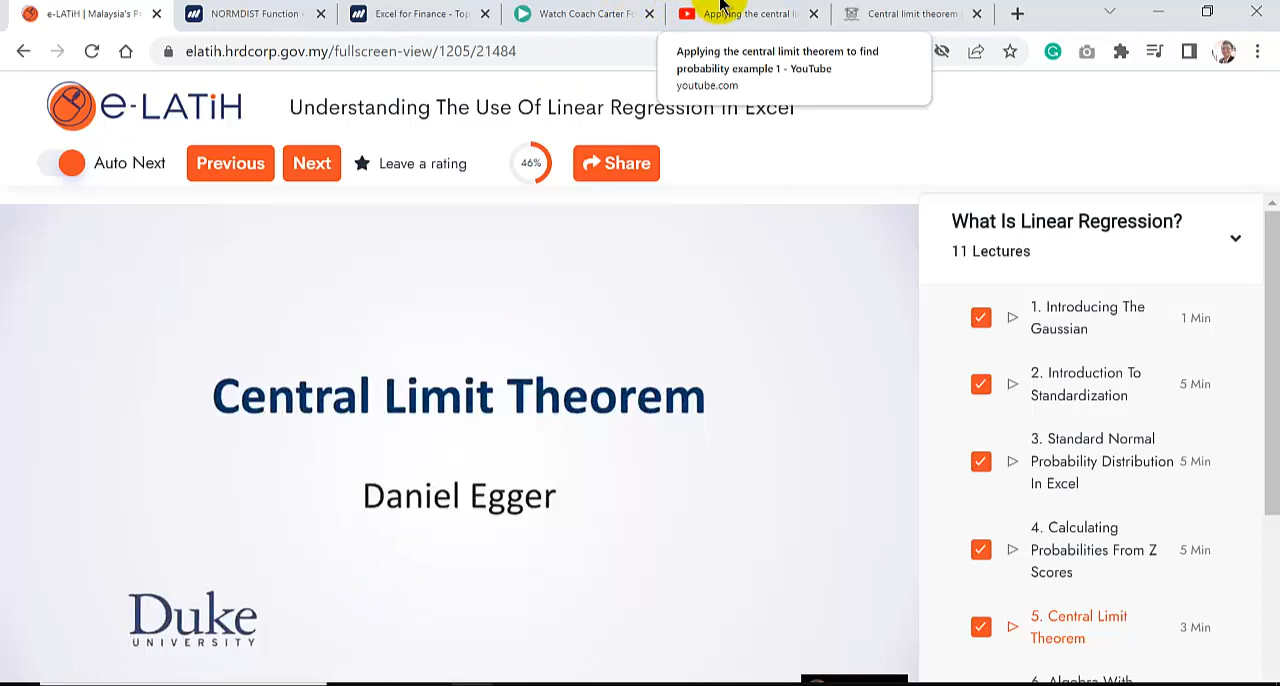 e-LATiH | Malaysia's P
NORMDIST Function -
Excel for Finance - Top
Watch Coach Carter Fo
Applying the central li
Central limit theorem
elatih.hrdcorp.gov.my/fullscreen-view/1205/21484
Applying the central limit theorem to find
probability example 1 - YouTube
youtube.com
e-LATiH
Understanding The Use Of Linear Regression In Excel
Auto Next
Previous
Next
Leave a rating
46%
Share
Central Limit Theorem
Daniel Egger
Duke
UNIVERSITY
What Is Linear Regression?
11 Lectures
1. Introducing The
Gaussian
1 Min
2. Introduction To
Standardization
5 Min
3. Standard Normal
Probability Distribution
In Excel
5 Min
4. Calculating
Probabilities From Z
Scores
5 Min
5. Central Limit
Theorem
3 Min
6. Algebra With